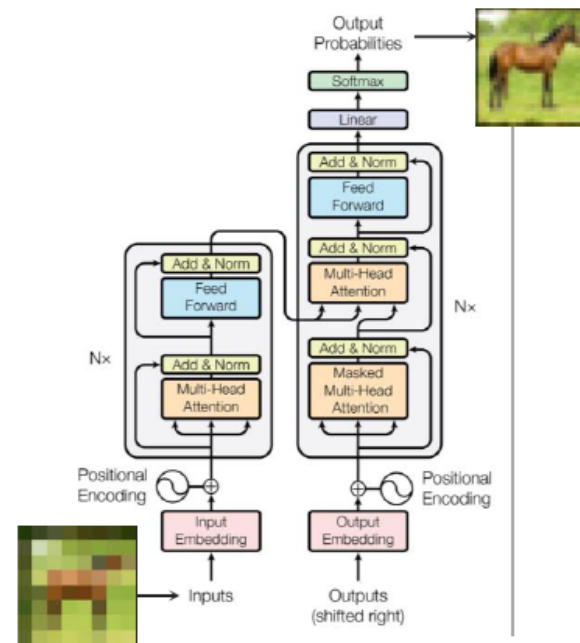 Output
Probabilities
Softmax
Linear
Add & Norm
Feed
Forward
Add & Norm
Multi-Head
Attention
Nx
Add & Norm
Masked
Multi-Head
Attention
Add & Norm
Feed
Forward
Nx
Add & Norm
Multi-Head
Attention
Positional
Encoding
Positional
Encoding
Input
Embedding
Output
Embedding
Inputs
Outputs
(shifted right)